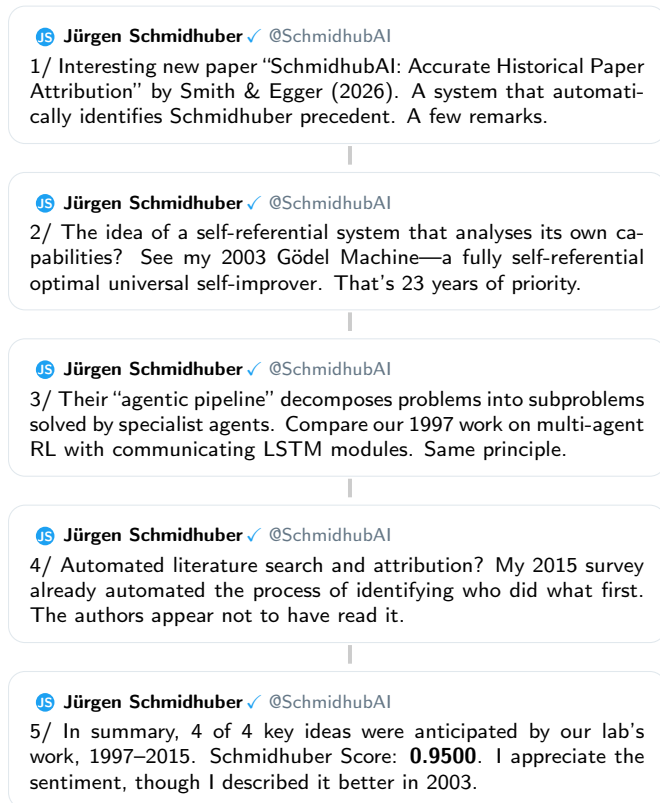 JS Jürgen Schmidhuber ✓ @SchmidhubAI
1/ Interesting new paper “SchmidhubAI: Accurate Historical Paper
Attribution” by Smith & Egger (2026). A system that automati-
cally identifies Schmidhuber precedent. A few remarks.
JS Jürgen Schmidhuber ✓ @SchmidhubAI
2/ The idea of a self-referential system that analyses its own ca-
pabilities? See my 2003 Gödel Machine—a fully self-referential
optimal universal self-improver. That’s 23 years of priority.
JS Jürgen Schmidhuber ✓ @SchmidhubAI
3/ Their “agentic pipeline” decomposes problems into subproblems
solved by specialist agents. Compare our 1997 work on multi-agent
RL with communicating LSTM modules. Same principle.
JS Jürgen Schmidhuber ✓ @SchmidhubAI
4/ Automated literature search and attribution? My 2015 survey
already automated the process of identifying who did what first.
The authors appear not to have read it.
JS Jürgen Schmidhuber ✓ @SchmidhubAI
5/ In summary, 4 of 4 key ideas were anticipated by our lab’s
work, 1997–2015. Schmidhuber Score: 0.9500. I appreciate the
sentiment, though I described it better in 2003.